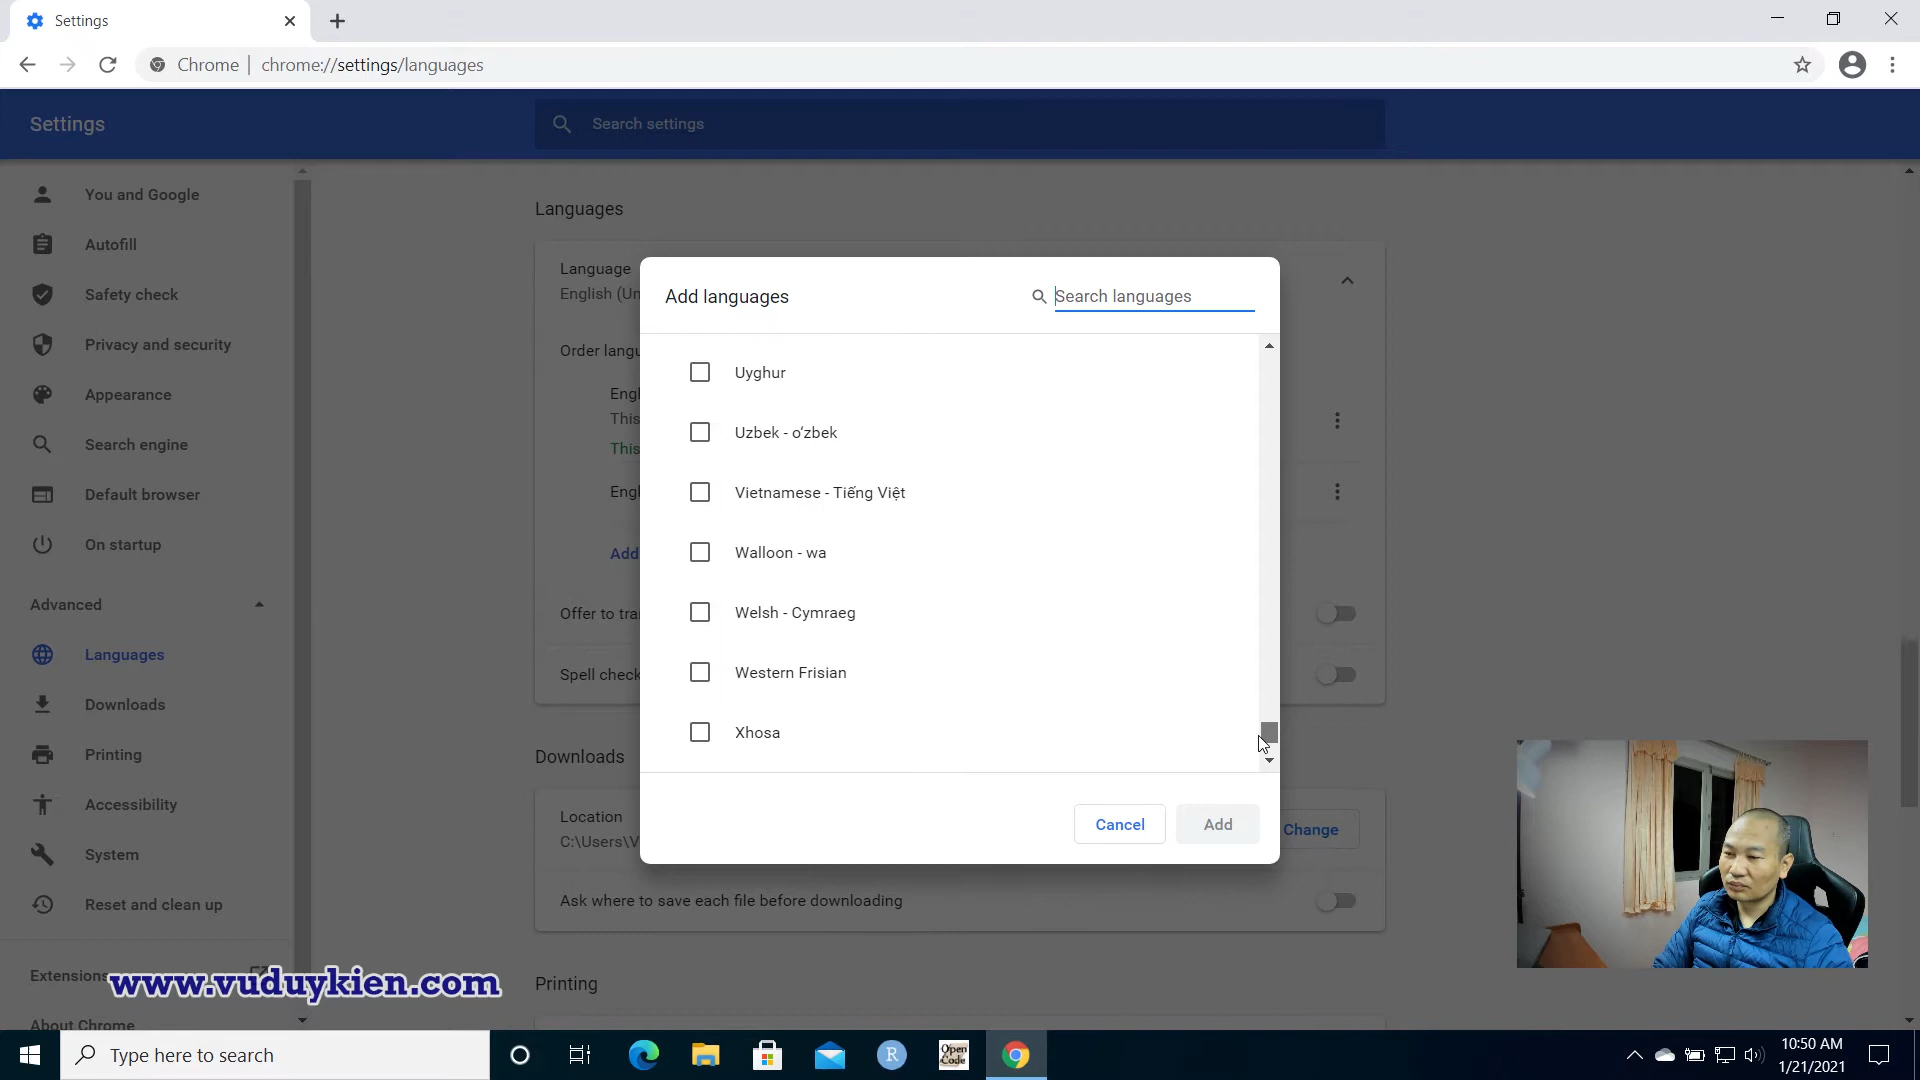 Settings
Chrome
chrome://settings/languages
Settings
Search settings
You and Google
Autofill
Safety check
Privacy and security
Appearance
Search engine
Default browser
On startup
Advanced
Languages
Downloads
Printing
Accessibility
System
Reset and clean up
Extensions
About Chrome
Languages
Language
English (Un
Order langu
Engl
This
This
Engl
Add
Offer to tra
Spell check
Add languages
Search languages
Uyghur
Uzbek - o‘zbek
Vietnamese - Tiếng Việt
Walloon - wa
Welsh - Cymraeg
Western Frisian
Xhosa
Cancel
Add
Downloads
Location
C:\Users\V
Change
Ask where to save each file before downloading
Printing
www.vuduykien.com
Type here to search
R
Open
Code
10:50 AM
1/21/2021